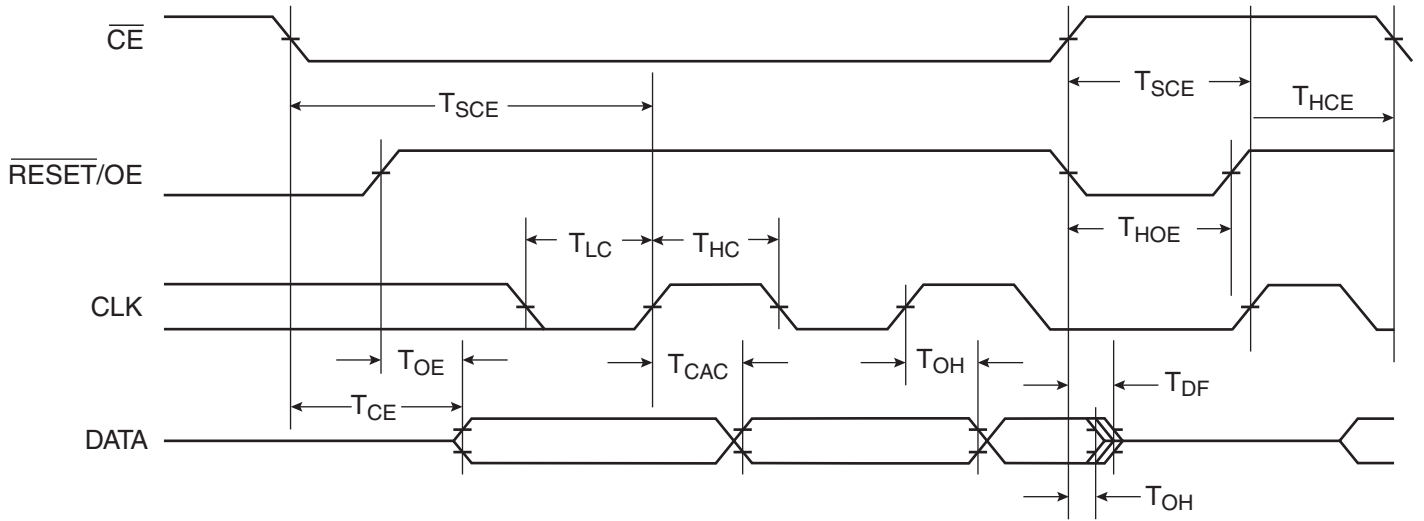 CE
T_SCE
T_SCE
T_HCE
RESET/OE
T_LC
T_HC
T_HOE
CLK
T_OE
T_CAC
T_OH
T_DF
T_CE
DATA
T_OH